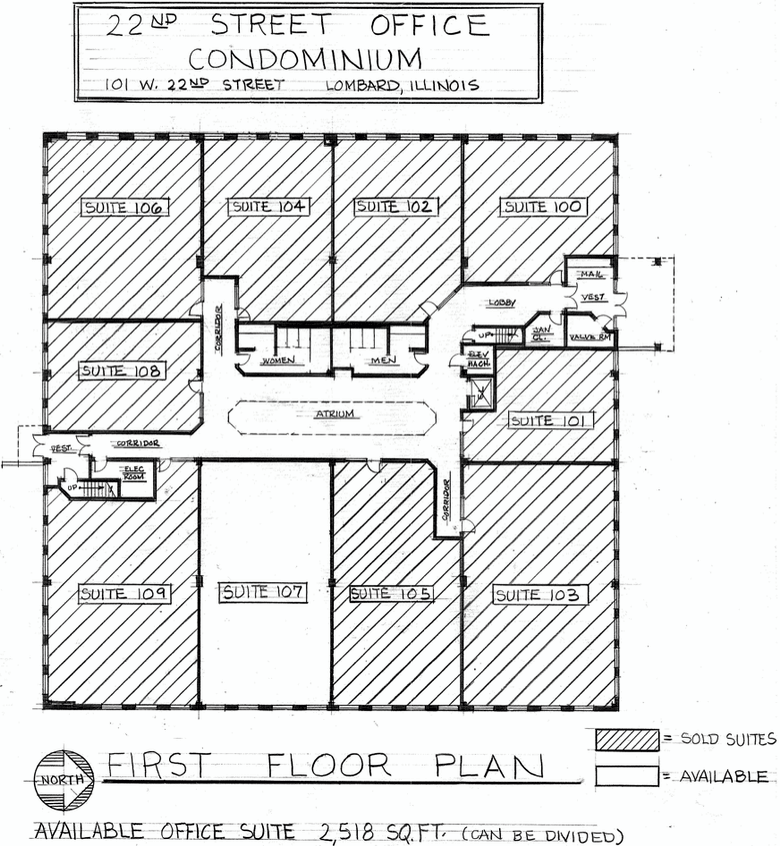 22ND STREET OFFICE
CONDOMINIUM
101 W. 22ND STREET LOMBARD, ILLINOIS
SUITE 106
SUITE 104
SUITE 102
SUITE 100
MAIL
LOBBY
VEST
CORRIDOR
UP
JAN
CL.
VALVE RM
WOMEN
MEN
ELEV
MACH.
SUITE 108
ATRIUM
SUITE 101
CORRIDOR
VEST.
ELEC
ROOM
UP
CORRIDOR
SUITE 109
SUITE 107
SUITE 105
SUITE 103
= SOLD SUITES
= AVAILABLE
NORTH
FIRST FLOOR PLAN
AVAILABLE OFFICE SUITE 2,518 SQ.FT. (CAN BE DIVIDED)